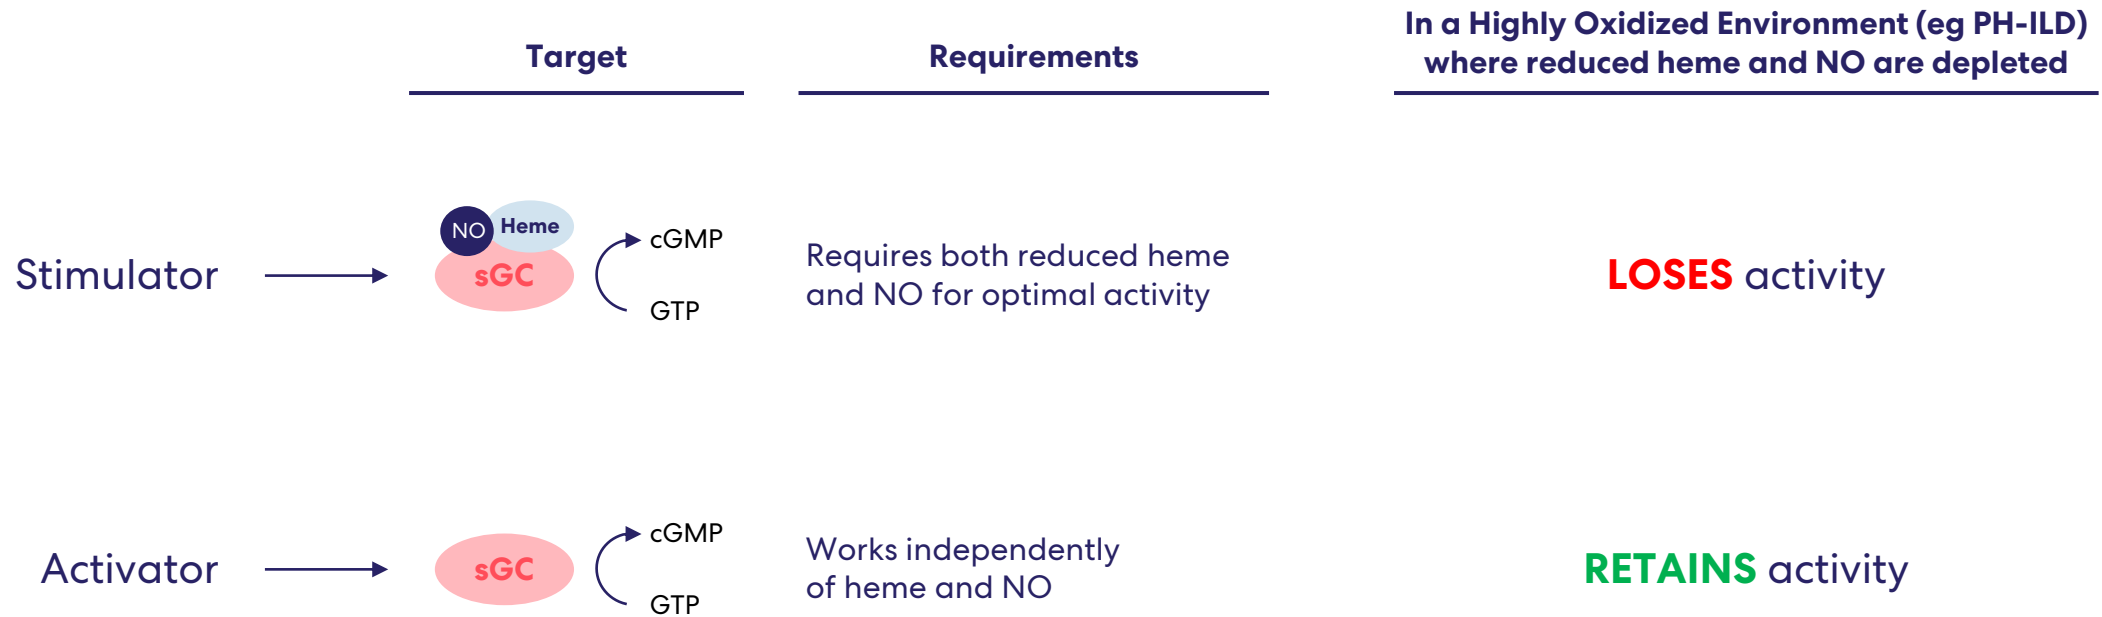 Target
Requirements
In a Highly Oxidized Environment (eg PH-ILD)
where reduced heme and NO are depleted
Stimulator
NO
Heme
sGC
cGMP
GTP
Requires both reduced heme
and NO for optimal activity
LOSES activity
Activator
sGC
cGMP
GTP
Works independently
of heme and NO
RETAINS activity